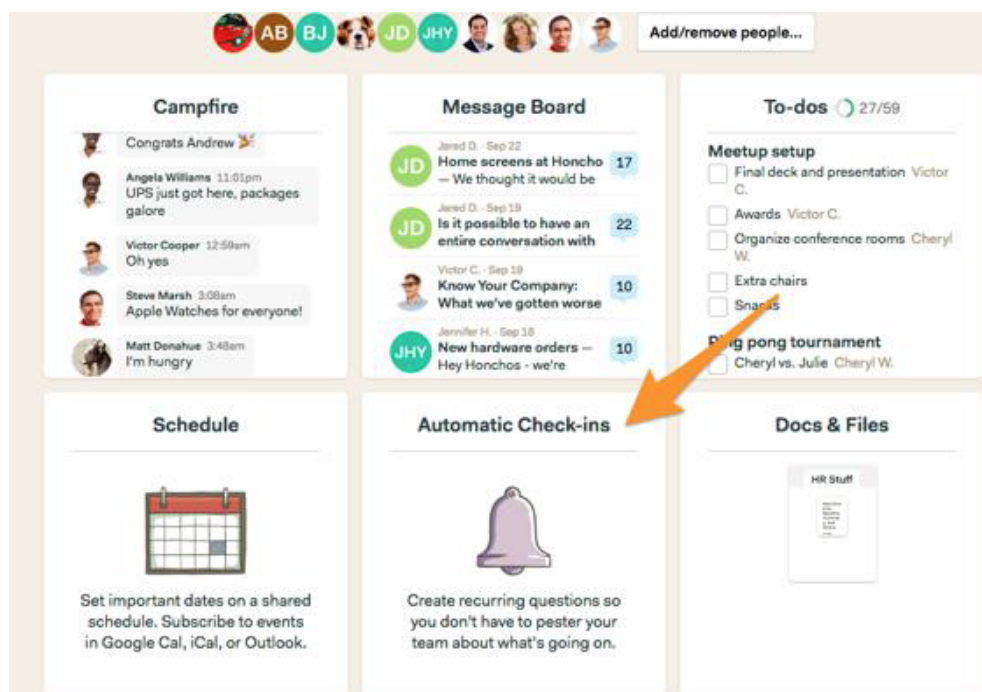 AB
BJ
JD
JHY
Add/remove people...
Campfire
Congrats Andrew 🎉
Angela Williams 11:01pm
UPS just got here, packages
galore
Victor Cooper 12:59am
Oh yes
Steve Marsh 3:08am
Apple Watches for everyone!
Matt Donahue 3:48am
I'm hungry
Message Board
JD
Jared D. · Sep 22
Home screens at Honcho
— We thought it would be
17
JD
Jared D. · Sep 19
Is it possible to have an
entire conversation with
22
Victor C. · Sep 19
Know Your Company:
What we've gotten worse
10
JHY
Jennifer H. · Sep 18
New hardware orders —
Hey Honchos - we're
10
To-dos 27/59
Meetup setup
Final deck and presentation Victor
C.
Awards Victor C.
Organize conference rooms Cheryl
W.
Extra chairs
Snacks
Ping pong tournament
Cheryl vs. Julie Cheryl W.
Schedule
Set important dates on a shared
schedule. Subscribe to events
in Google Cal, iCal, or Outlook.
Automatic Check-ins
Create recurring questions so
you don't have to pester your
team about what's going on.
Docs & Files
HR Stuff